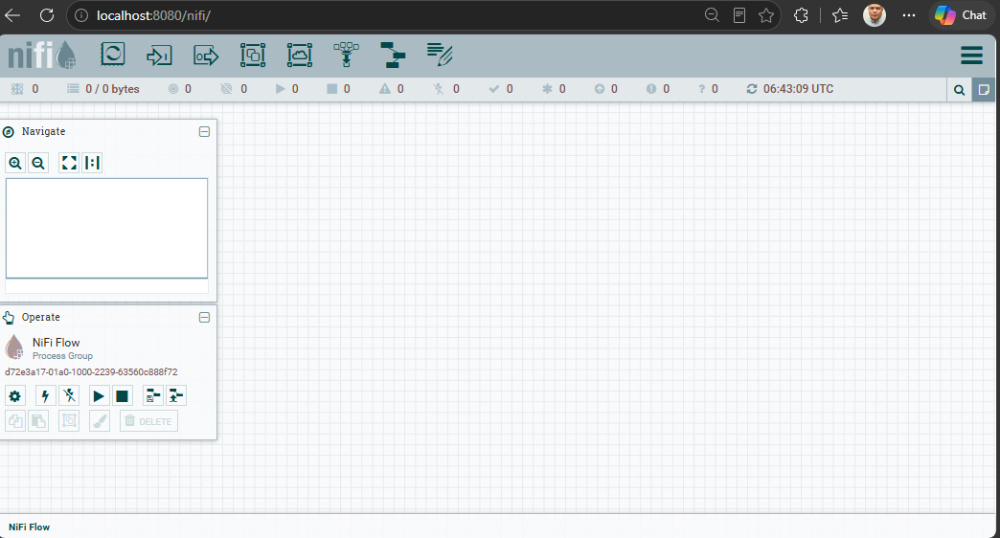 localhost:8080/nifi/
Chat
nifi
0 0 / 0 bytes 0 0 0 0 0 0 0 0 0 0 ? 0 06:43:09 UTC
Navigate
Operate
NiFi Flow
Process Group
d72e3a17-01a0-1000-2239-63560c888f72
DELETE
NiFi Flow